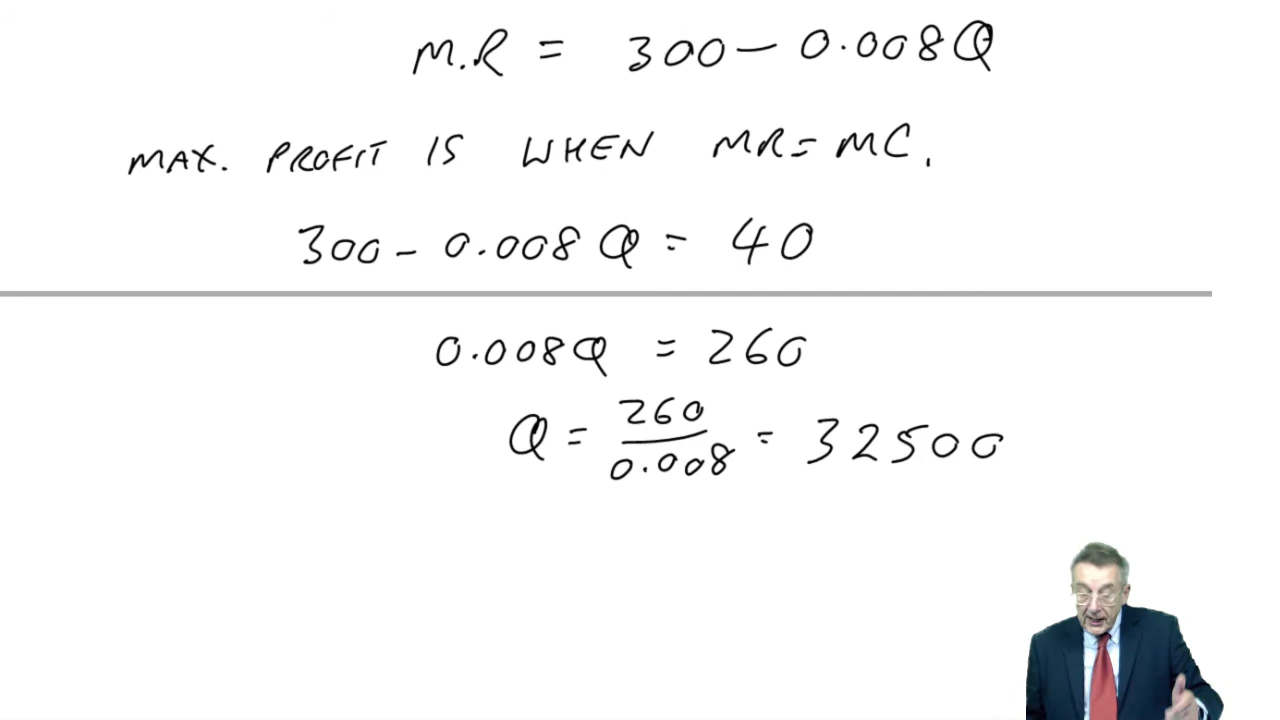 M.R = 300 - 0.008Q
MAX. PROFIT IS WHEN MR = MC.
300 - 0.008Q = 40
0.008Q = 260
Q = 260/0.008 = 32500